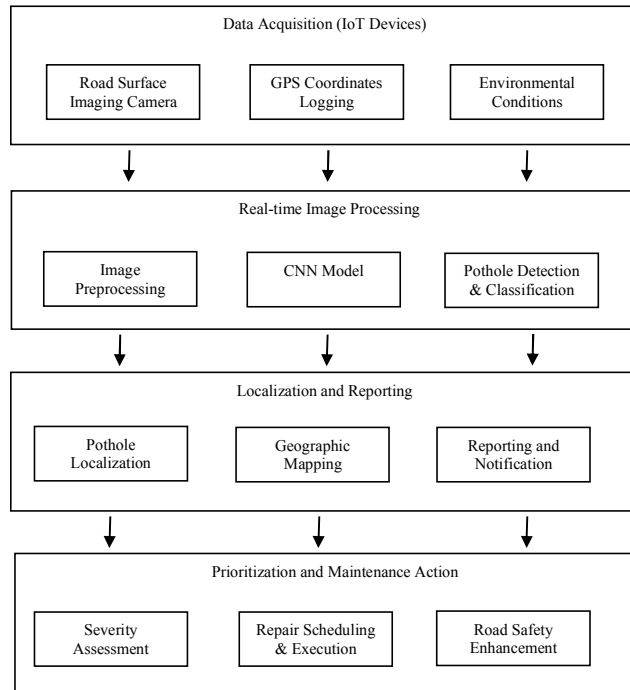 Data Acquisition (IoT Devices)
Road Surface
Imaging Camera
GPS Coordinates
Logging
Environmental
Conditions
Real-time Image Processing
Image
Preprocessing
CNN Model
Pothole Detection
& Classification
Localization and Reporting
Pothole
Localization
Geographic
Mapping
Reporting and
Notification
Prioritization and Maintenance Action
Severity
Assessment
Repair Scheduling
& Execution
Road Safety
Enhancement